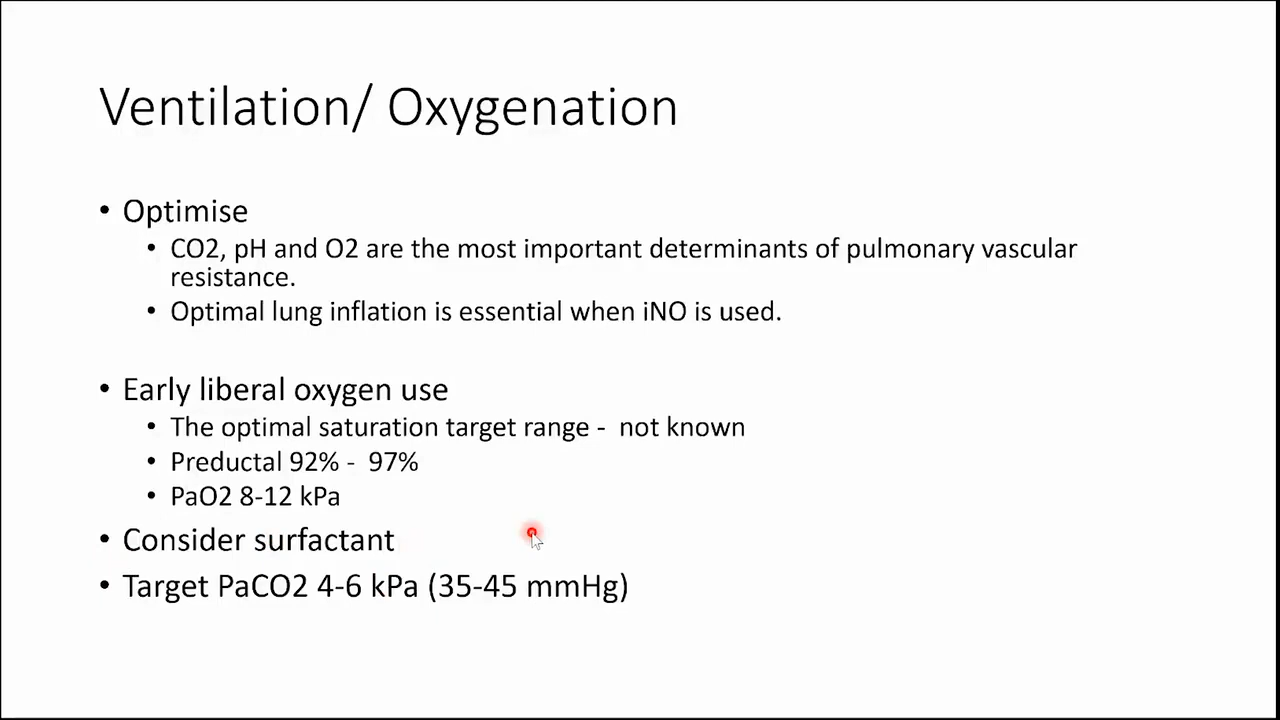 Ventilation/ Oxygenation
• Optimise
• CO2, pH and O2 are the most important determinants of pulmonary vascular
resistance.
• Optimal lung inflation is essential when iNO is used.
• Early liberal oxygen use
• The optimal saturation target range -  not known
• Preductal 92% -  97%
• PaO2 8-12 kPa
• Consider surfactant
• Target PaCO2 4-6 kPa (35-45 mmHg)